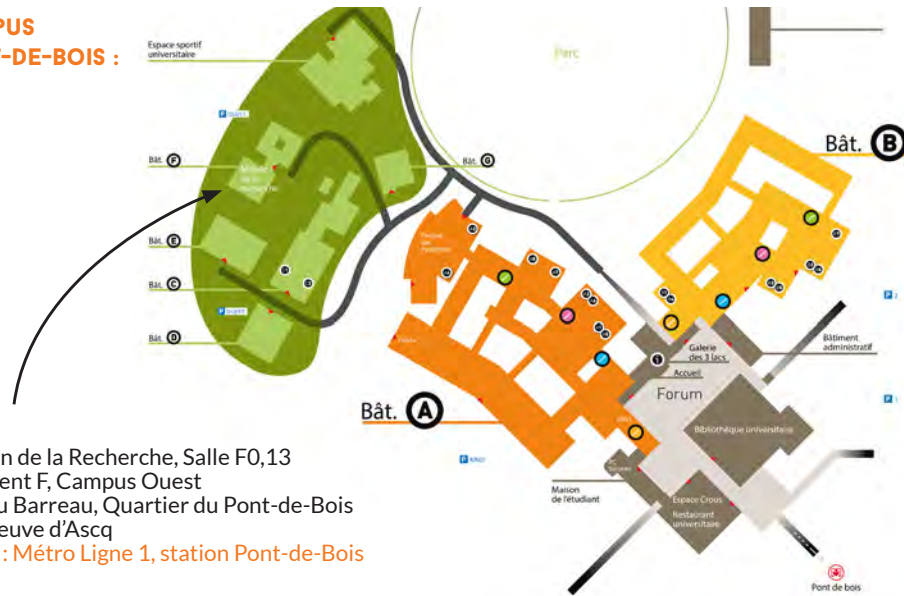 PUS
T-DE-BOIS :
Espace sportif
universitaire
Parc
Bât. B
Bât. F
Bât. G
Bât. E
Bât. C
Bât. D
Bât. A
Galerie
des 3 lacs
Accueil
Forum
Bâtiment
administratif
Bibliothèque universitaire
Maison
de l'étudiant
Espace Crous
Restaurant
universitaire
Pont de bois
n de la Recherche, Salle F0,13
ent F, Campus Ouest
u Barreau, Quartier du Pont-de-Bois
euve d'Ascq
: Métro Ligne 1, station Pont-de-Bois